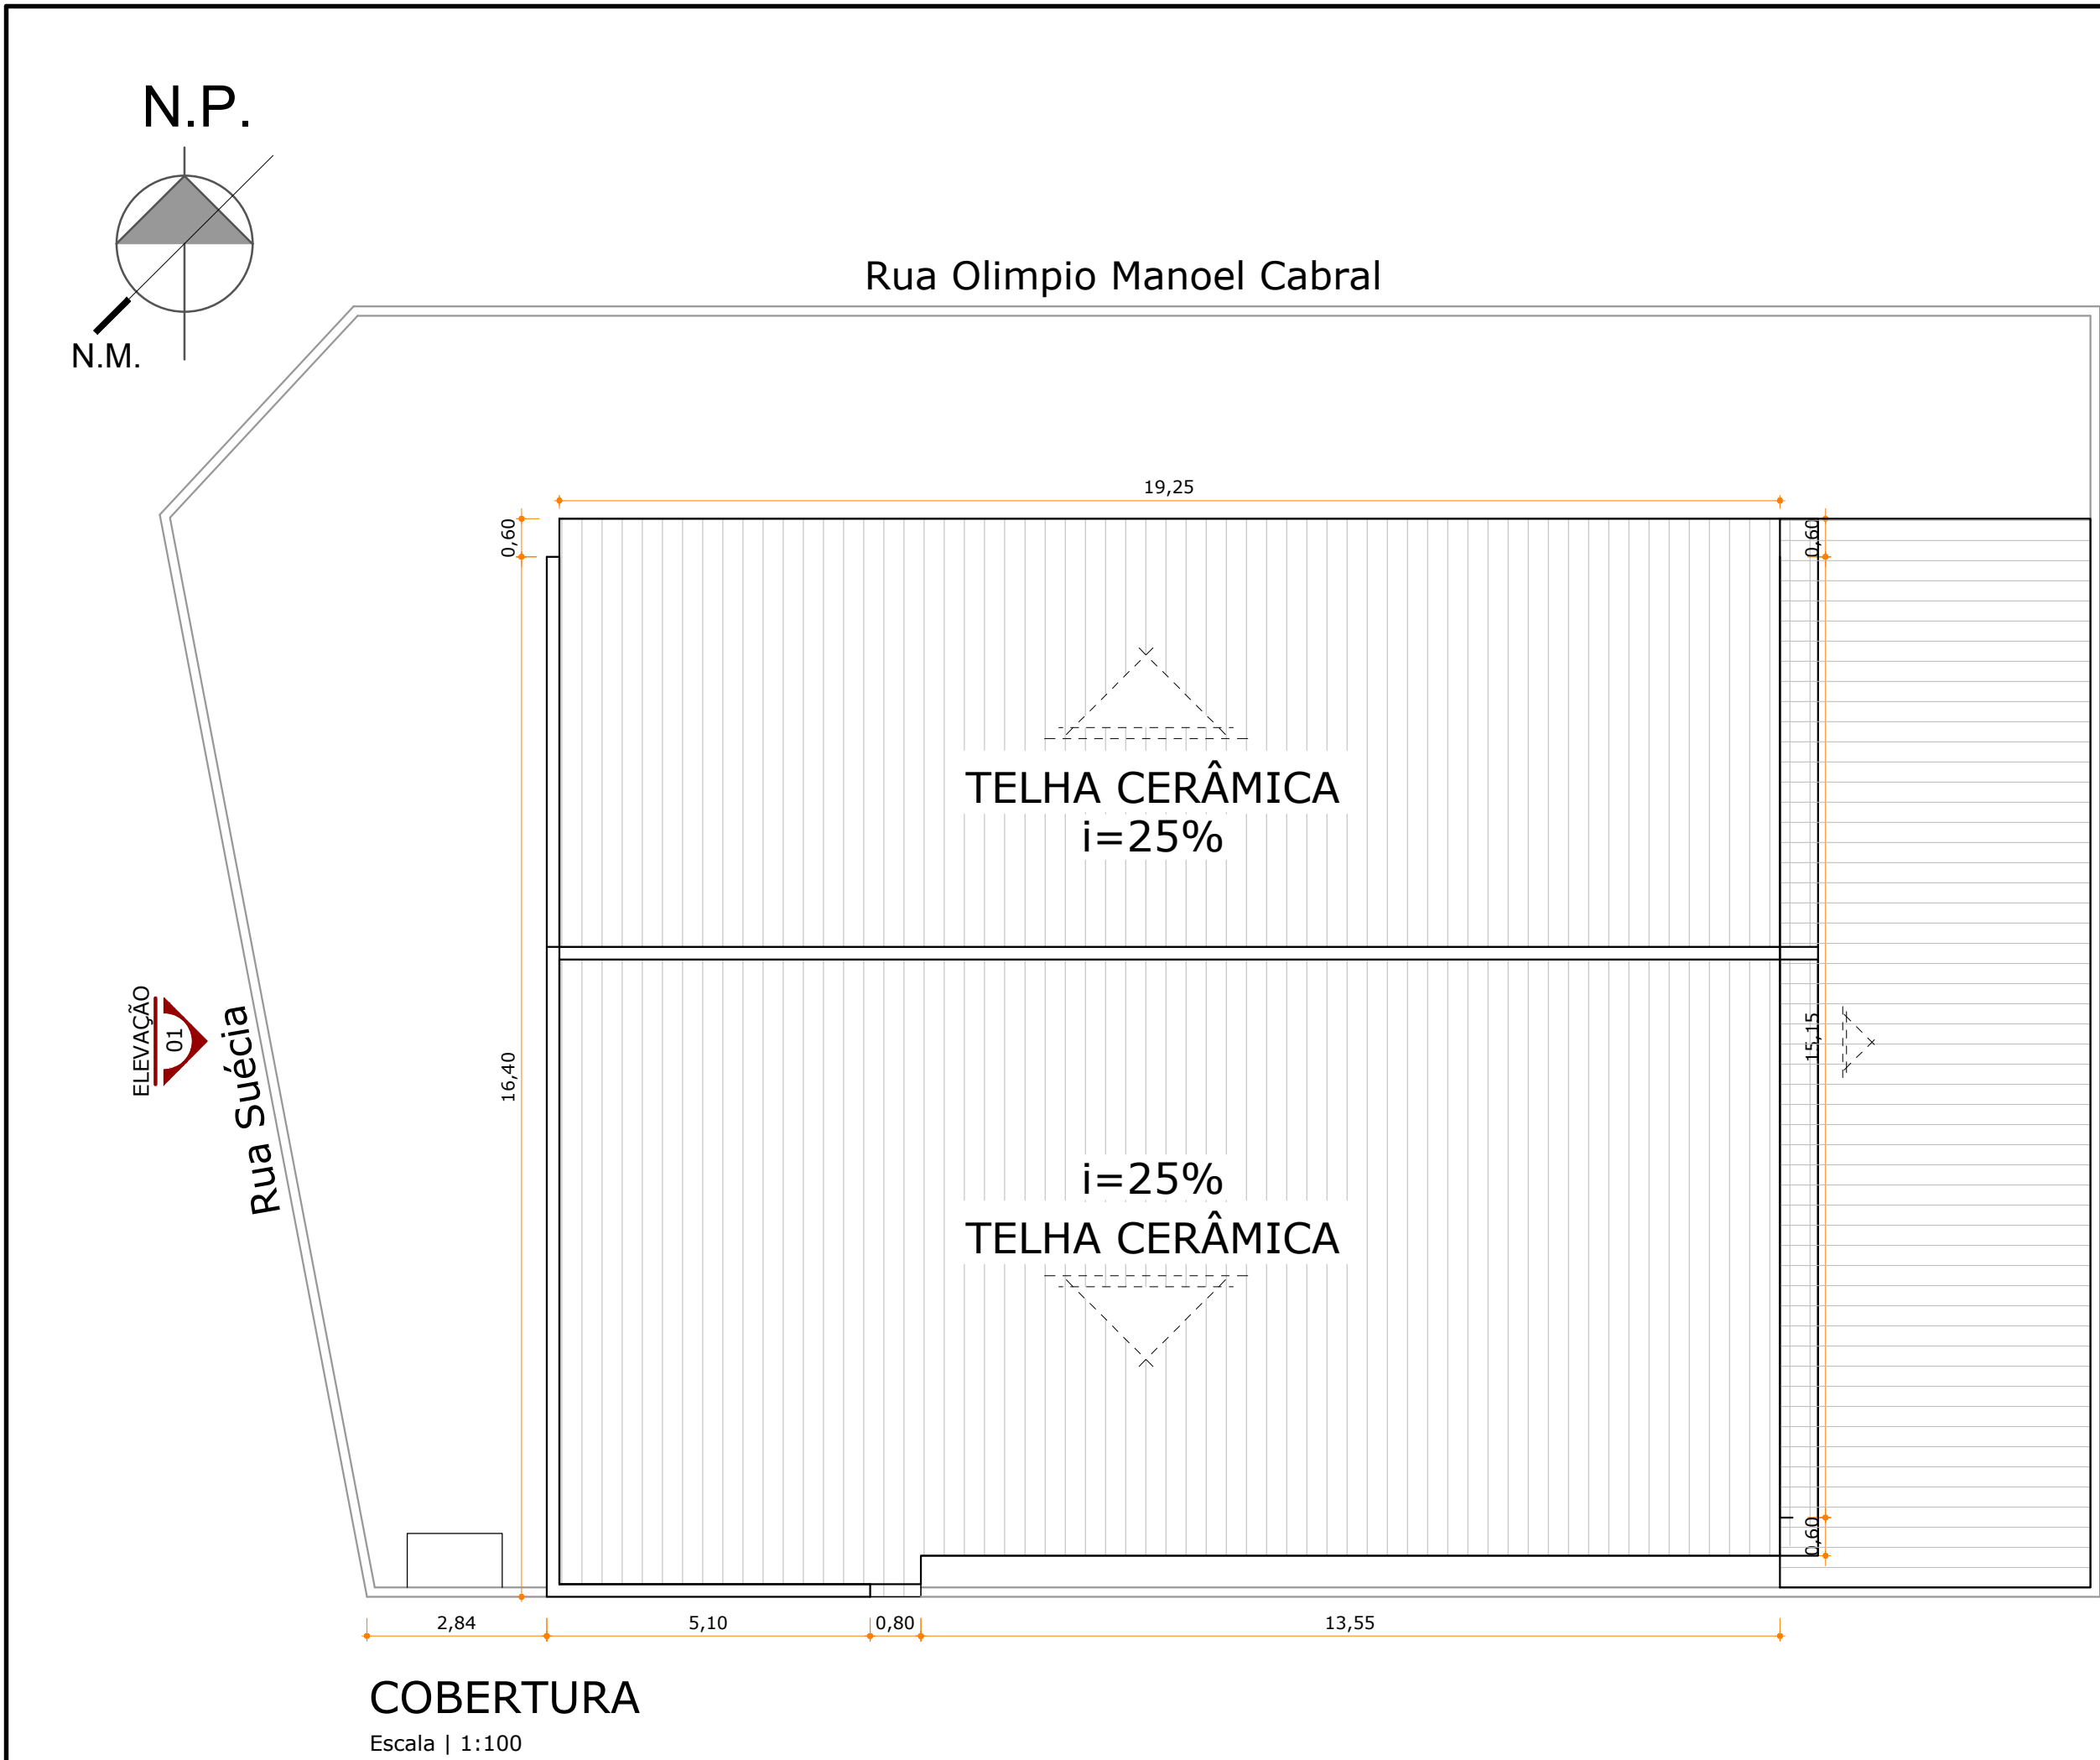 N.P.
N.M.
Rua Olimpio Manoel Cabral
19,25
0,60
0,60
TELHA CERÂMICA
i=25%
ELEVAÇÃO
01
Rua Suécia
16,40
15,15
i=25%
TELHA CERÂMICA
0,60
2,84
5,10
0,80
13,55
COBERTURA
Escala | 1:100